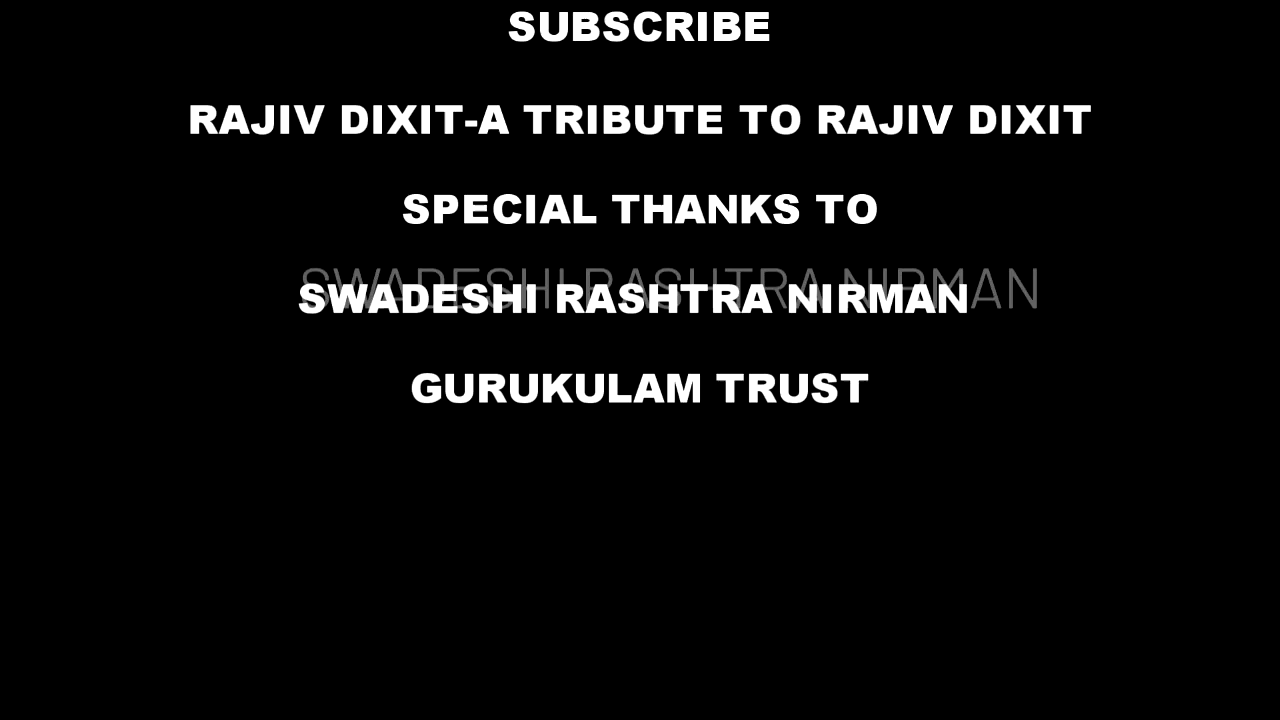 SUBSCRIBE
RAJIV DIXIT-A TRIBUTE TO RAJIV DIXIT
SPECIAL THANKS TO
SWADESHI RASHTRA NIRMAN
SWADESHI RASHTRA NIRMAN
GURUKULAM TRUST